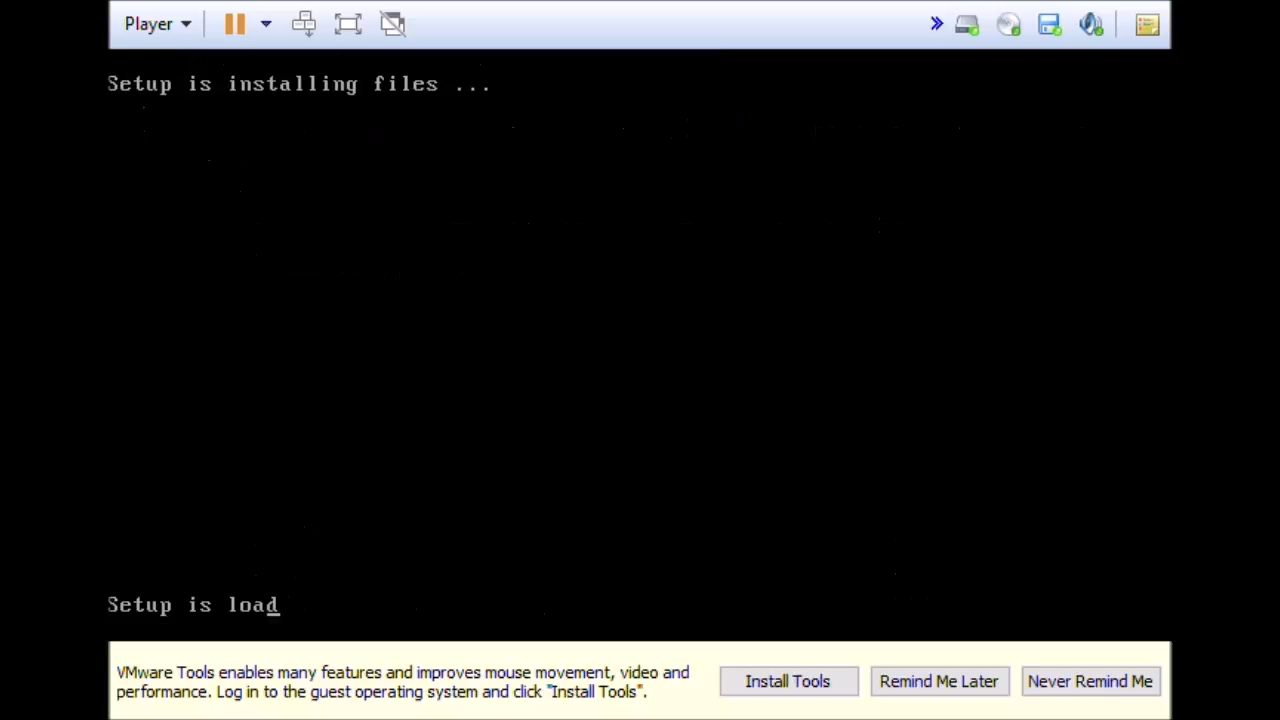 Player
Setup is installing files ...
Setup is load
VMware Tools enables many features and improves mouse movement, video and
performance. Log in to the guest operating system and click "Install Tools".
Install Tools
Remind Me Later
Never Remind Me